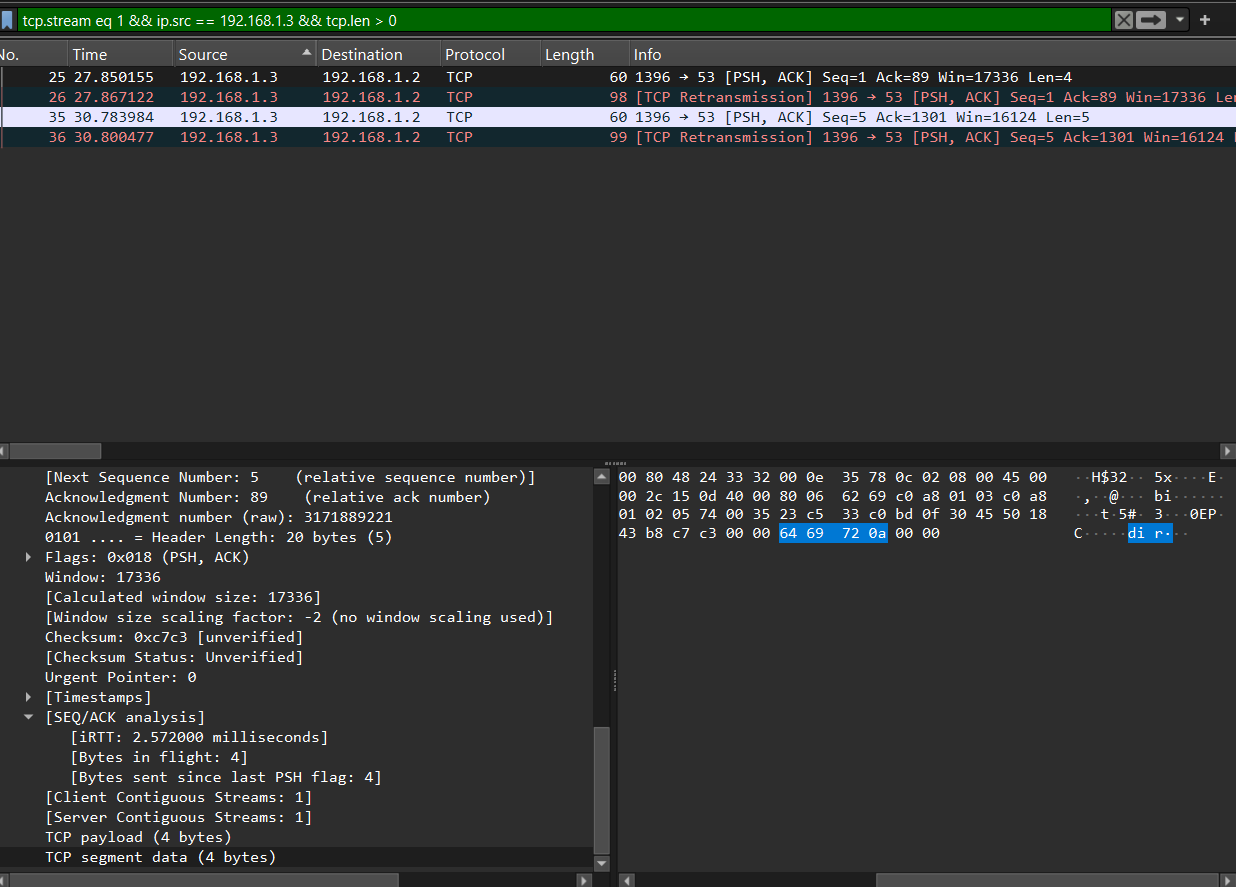 tcp.stream eq 1 && ip.src == 192.168.1.3 && tcp.len > 0
No. Time Source Destination Protocol Length Info
25 27.850155 192.168.1.3 192.168.1.2 TCP 60 1396 → 53 [PSH, ACK] Seq=1 Ack=89 Win=17336 Len=4
26 27.867122 192.168.1.3 192.168.1.2 TCP 98 [TCP Retransmission] 1396 → 53 [PSH, ACK] Seq=1 Ack=89 Win=17336 Le
35 30.783984 192.168.1.3 192.168.1.2 TCP 60 1396 → 53 [PSH, ACK] Seq=5 Ack=1301 Win=16124 Len=5
36 30.800477 192.168.1.3 192.168.1.2 TCP 99 [TCP Retransmission] 1396 → 53 [PSH, ACK] Seq=5 Ack=1301 Win=16124
[Next Sequence Number: 5 (relative sequence number)]
Acknowledgment Number: 89 (relative ack number)
Acknowledgment number (raw): 3171889221
0101 .... = Header Length: 20 bytes (5)
Flags: 0x018 (PSH, ACK)
Window: 17336
[Calculated window size: 17336]
[Window size scaling factor: -2 (no window scaling used)]
Checksum: 0xc7c3 [unverified]
[Checksum Status: Unverified]
Urgent Pointer: 0
[Timestamps]
[SEQ/ACK analysis]
[iRTT: 2.572000 milliseconds]
[Bytes in flight: 4]
[Bytes sent since last PSH flag: 4]
[Client Contiguous Streams: 1]
[Server Contiguous Streams: 1]
TCP payload (4 bytes)
TCP segment data (4 bytes)
00 80 48 24 33 32 00 0e 35 78 0c 02 08 00 45 00 ··H$32·· 5x····E·
00 2c 15 0d 40 00 80 06 62 69 c0 a8 01 03 c0 a8 ·,··@··· bi······
01 02 05 74 00 35 23 c5 33 c0 bd 0f 30 45 50 18 ···t·5#· 3···0EP·
43 b8 c7 c3 00 00 64 69 72 0a 00 00 C·····di r···